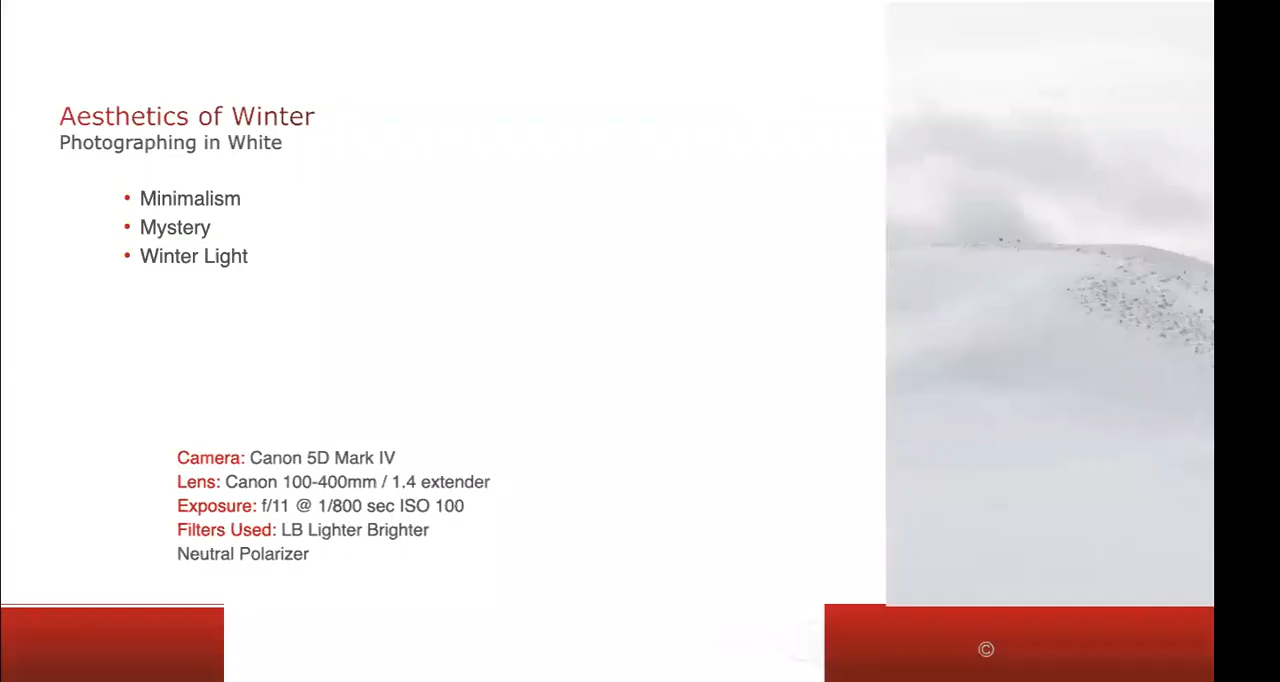 Aesthetics of Winter
Photographing in White
• Minimalism
• Mystery
• Winter Light
Camera: Canon 5D Mark IV
Lens: Canon 100-400mm / 1.4 extender
Exposure: f/11 @ 1/800 sec ISO 100
Filters Used: LB Lighter Brighter
Neutral Polarizer
©